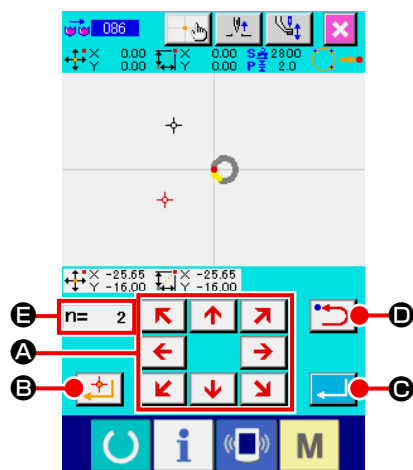 086
X 0.00 X 0.00 S 2800
Y 0.00 Y 0.00 P 2.0
X -25.65 X -25.65
Y -16.00 Y -16.00
E n= 2
A
B
D
C
i M